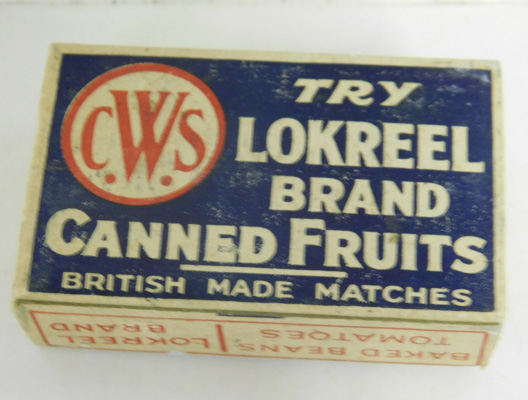 C.W.S
TRY
LOKREEL
BRAND
CANNED FRUITS
BRITISH MADE MATCHES
LOKREEL BRAND
BAKED BEANS
TOMATOES